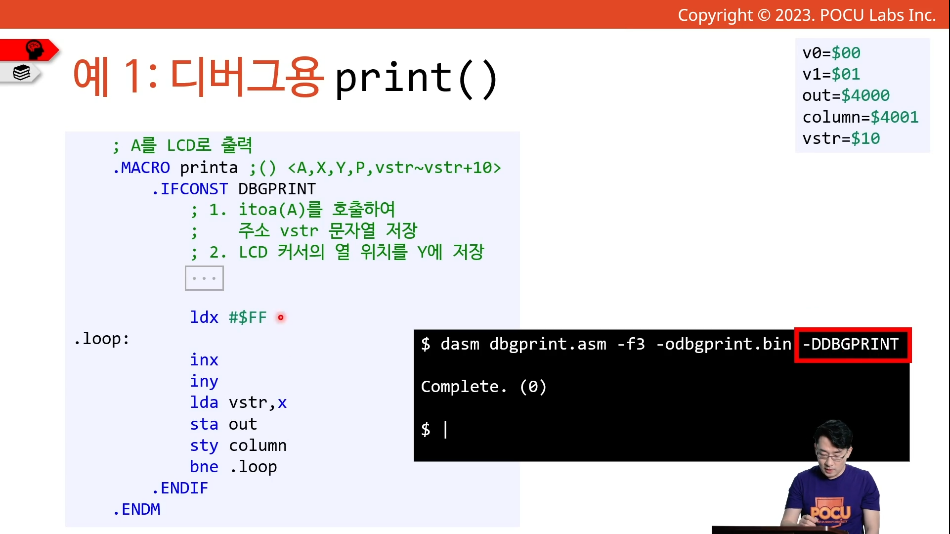 Copyright © 2023. POCU Labs Inc.
예 1: 디버그용 print()
v0=$00
v1=$01
out=$4000
column=$4001
vstr=$10
; A를 LCD로 출력
.MACRO printa ;() <A,X,Y,P,vstr~vstr+10>
.IFCONST DBGPRINT
; 1. itoa(A)를 호출하여
; 주소 vstr 문자열 저장
; 2. LCD 커서의 열 위치를 Y에 저장
...
ldx #$FF
.loop:
inx
iny
lda vstr,x
sta out
sty column
bne .loop
.ENDIF
.ENDM
$ dasm dbgprint.asm -f3 -odbgprint.bin -DDBGPRINT
Complete. (0)
$ |
POCU